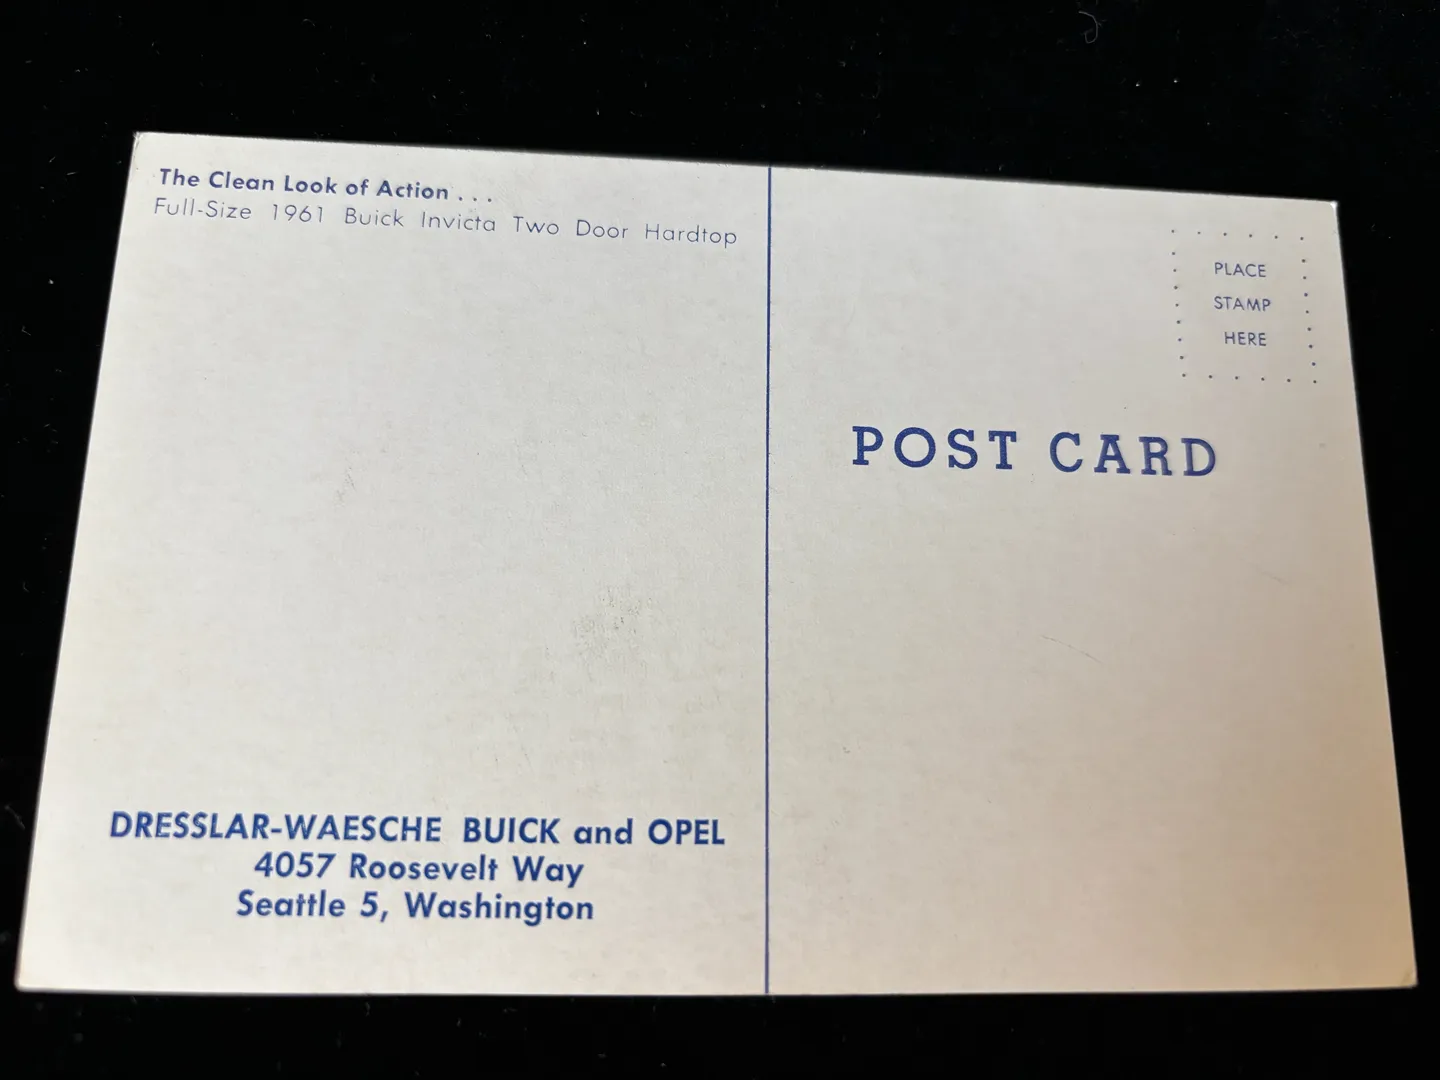 The Clean Look of Action . . .
Full-Size 1961 Buick Invicta Two Door Hardtop
PLACE
STAMP
HERE
POST CARD
DRESSLAR-WAESCHE BUICK and OPEL
4057 Roosevelt Way
Seattle 5, Washington